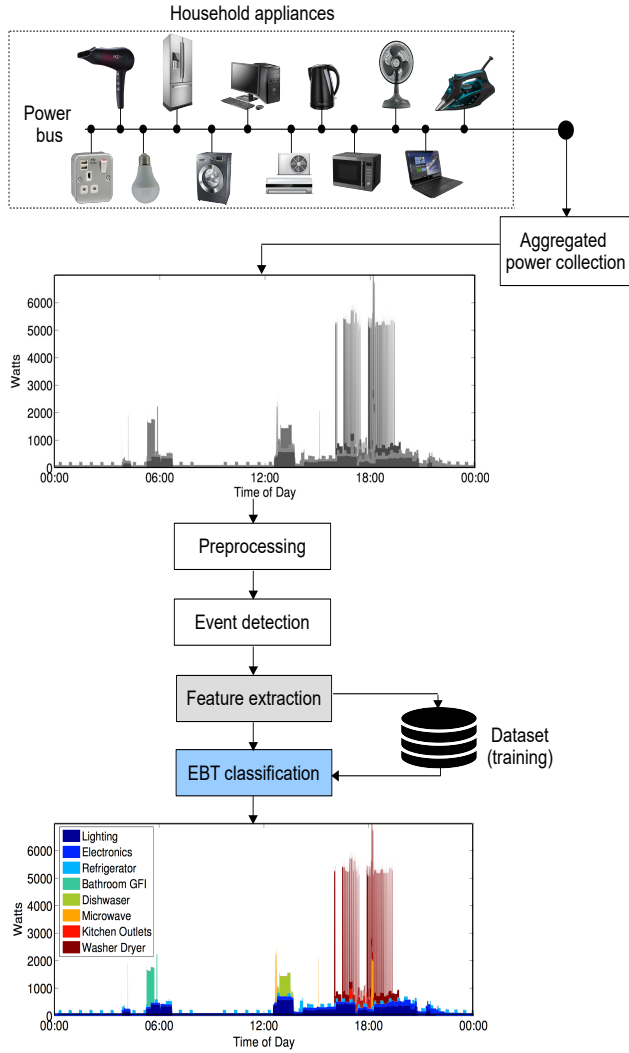 Household appliances
Power
bus
Aggregated
power collection
6000
5000
4000
3000
2000
1000
0
Watts
00:00
06:00
12:00
18:00
00:00
Time of Day
Preprocessing
Event detection
Feature extraction
Dataset
(training)
EBT classification
6000
5000
4000
3000
2000
1000
0
Watts
Lighting
Electronics
Refrigerator
Bathroom GFI
Dishwaser
Microwave
Kitchen Outlets
Washer Dryer
00:00
06:00
12:00
18:00
00:00
Time of Day